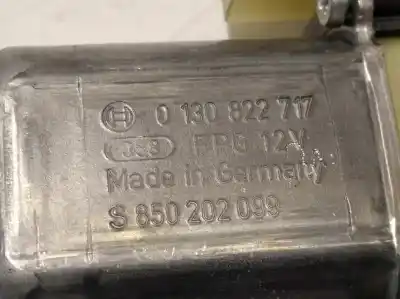 0 130 822 717
FPG 12V
Made in Germany
S 850 202 099